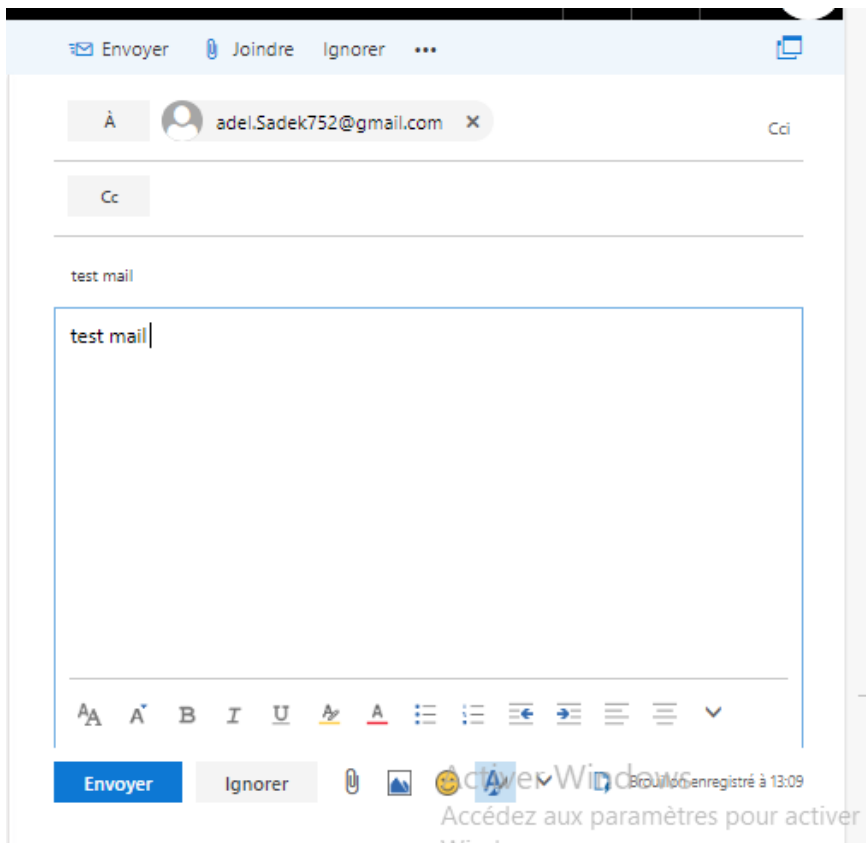 Envoyer Joindre Ignorer ...
À adel.Sadek752@gmail.com × Cci
Cc
test mail
test mail
Envoyer Ignorer Brouillon enregistré à 13:09
Activer Windows
Accédez aux paramètres pour activer